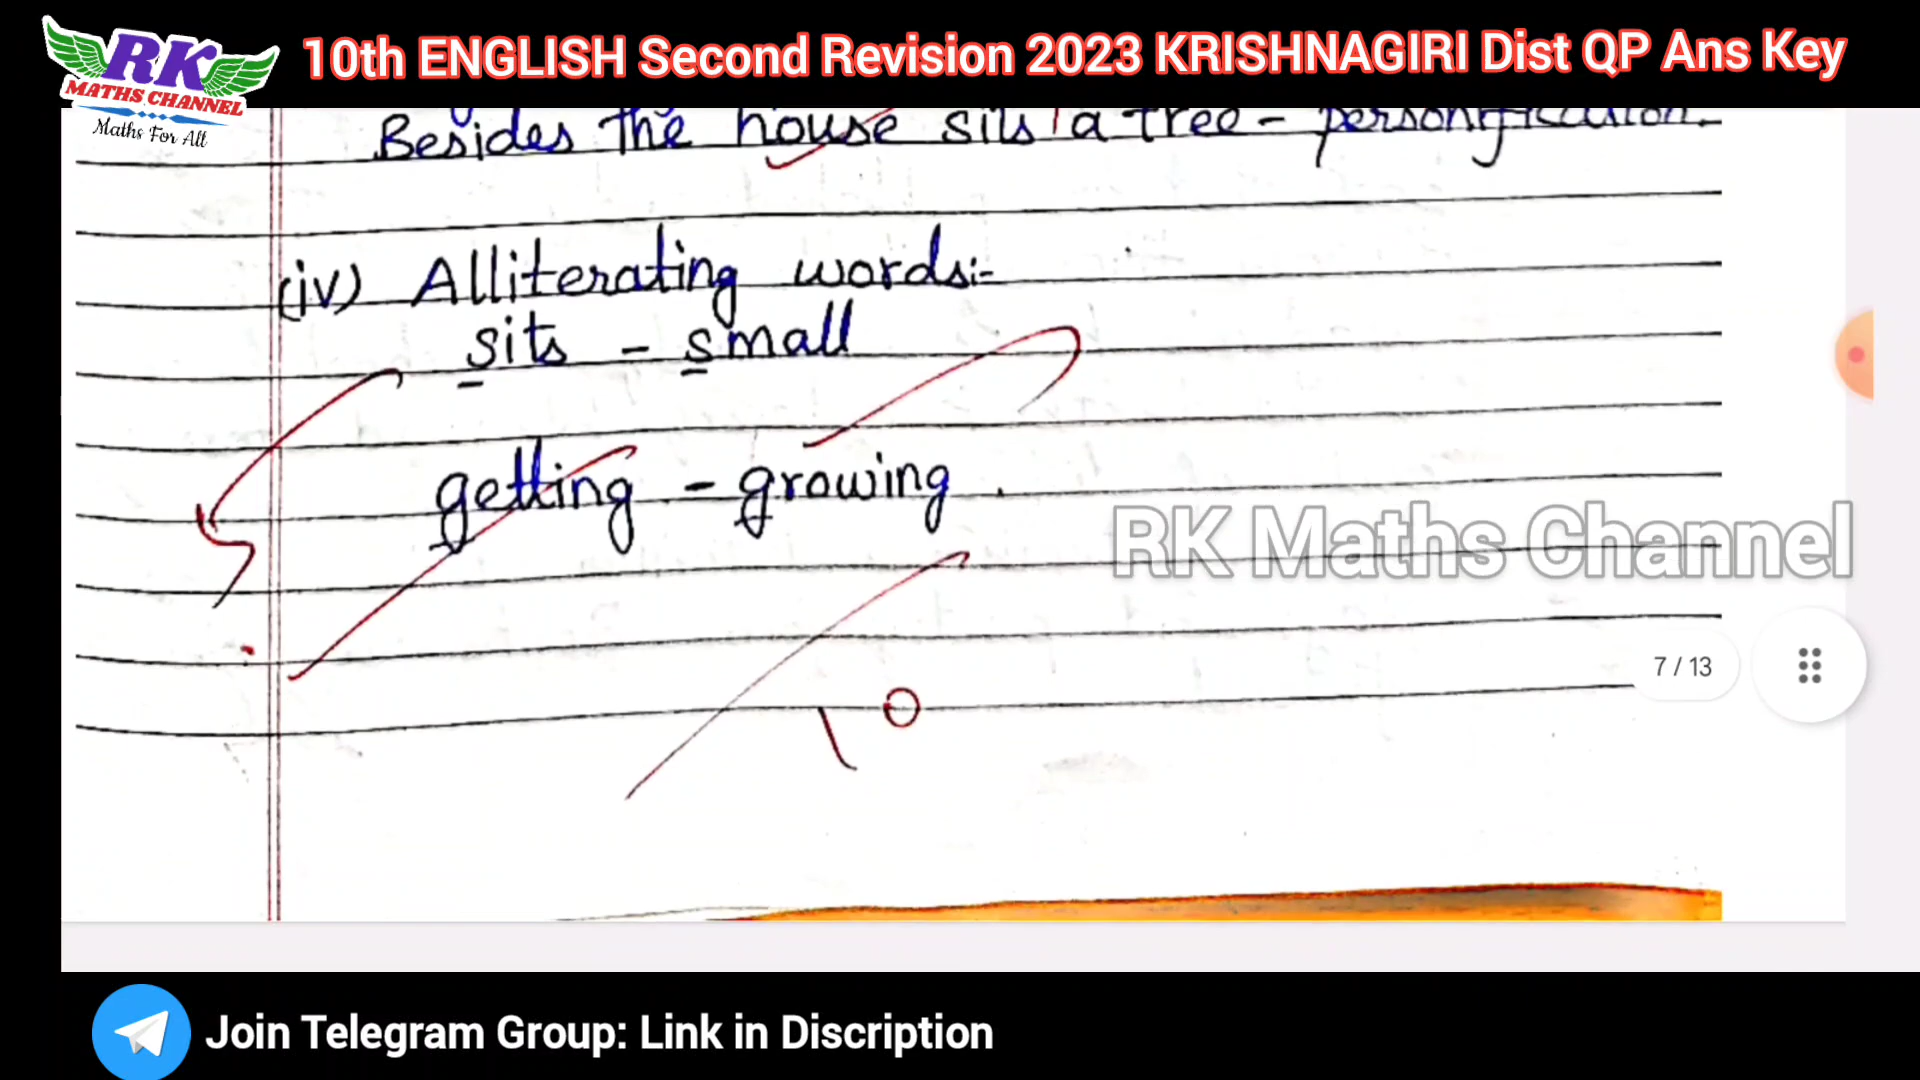 RK
MATHS CHANNEL
Maths For All
10th ENGLISH Second Revision 2023 KRISHNAGIRI Dist QP Ans Key
Besides the house sits a tree - personification.
(iv) Alliterating words:-
sits - small
getting - growing.
RK Maths Channel
7 / 13
10
Join Telegram Group: Link in Discription